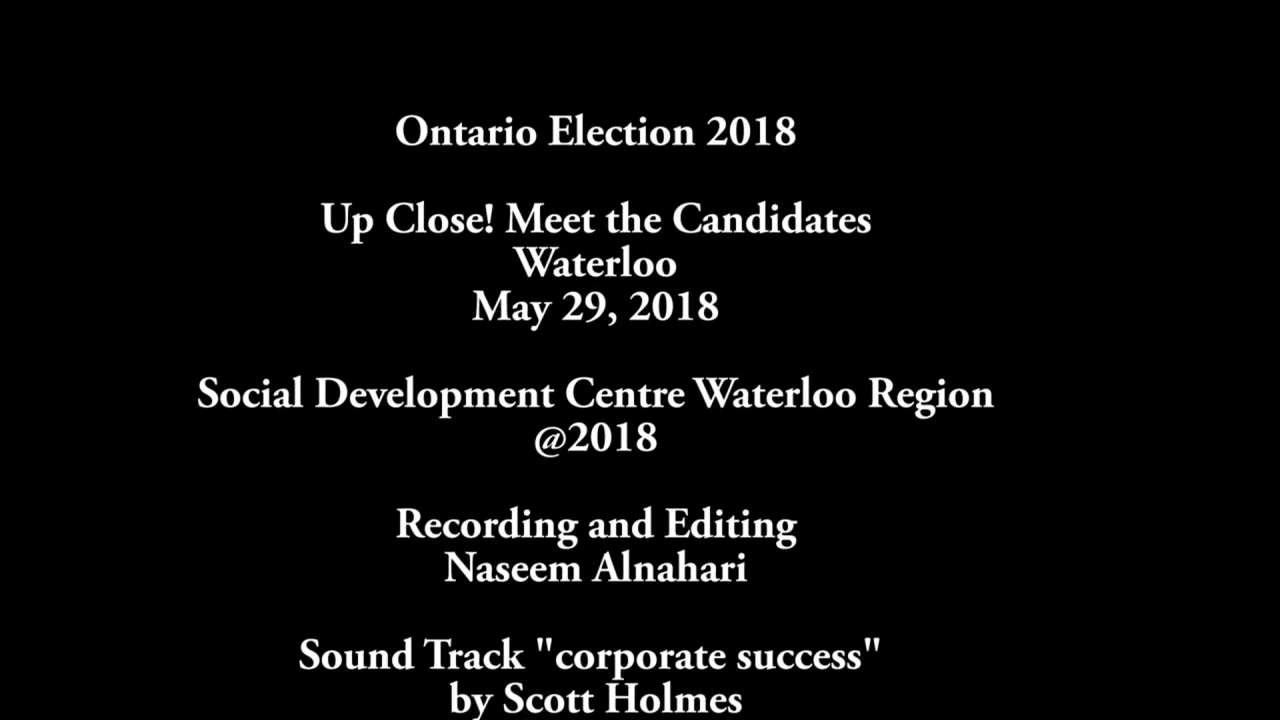 Ontario Election 2018
Up Close! Meet the Candidates
Waterloo
May 29, 2018
Social Development Centre Waterloo Region
@2018
Recording and Editing
Naseem Alnahari
Sound Track "corporate success"
by Scott Holmes